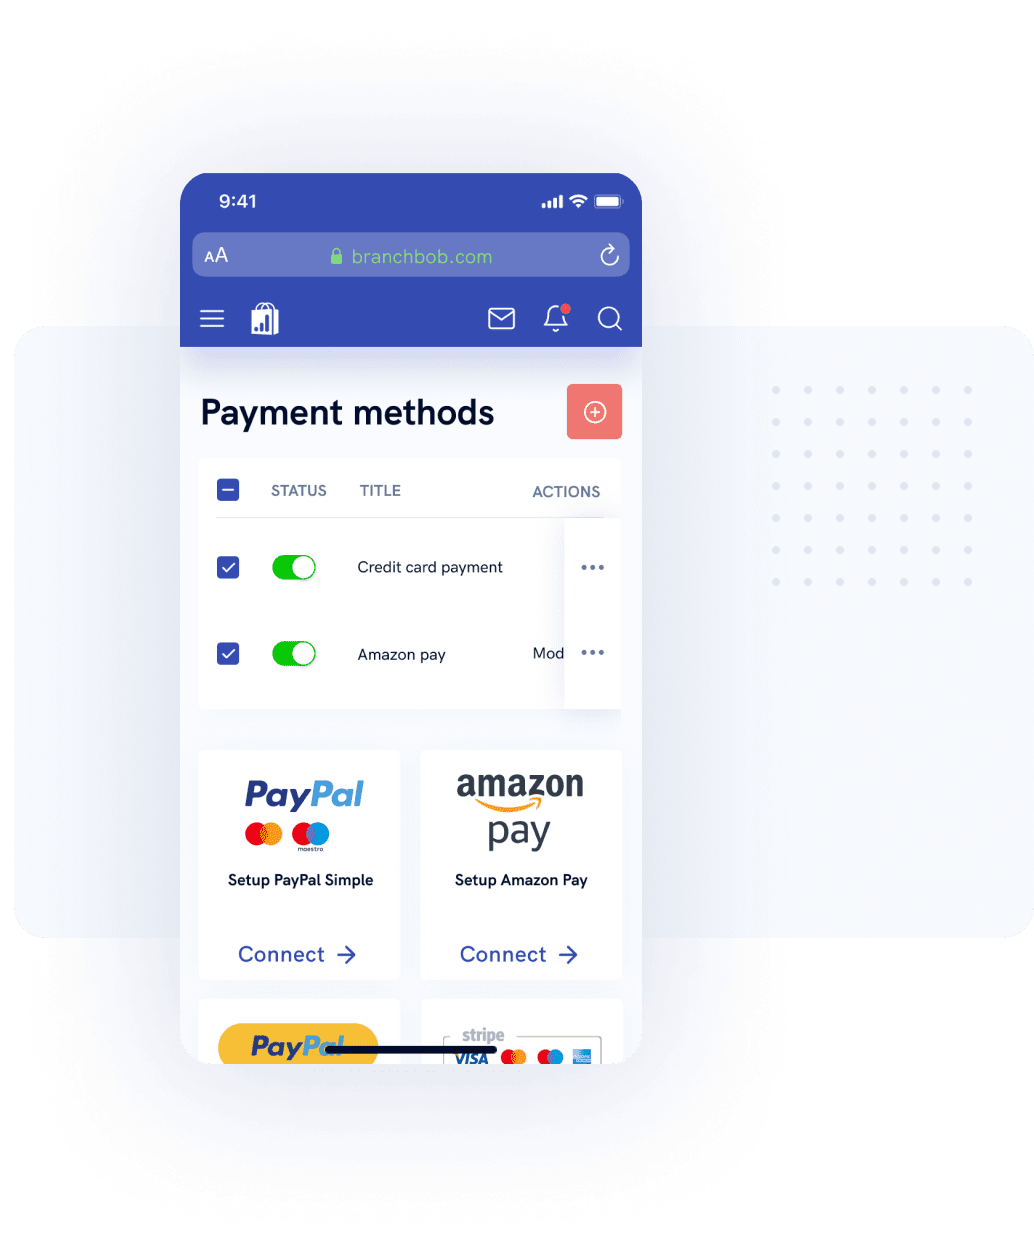 9:41
AA branchbob.com
Payment methods
STATUS TITLE ACTIONS
Credit card payment
Amazon pay Mod
PayPal
amazon
pay
maestro
Setup PayPal Simple
Setup Amazon Pay
Connect
Connect
PayPal
stripe
VISA